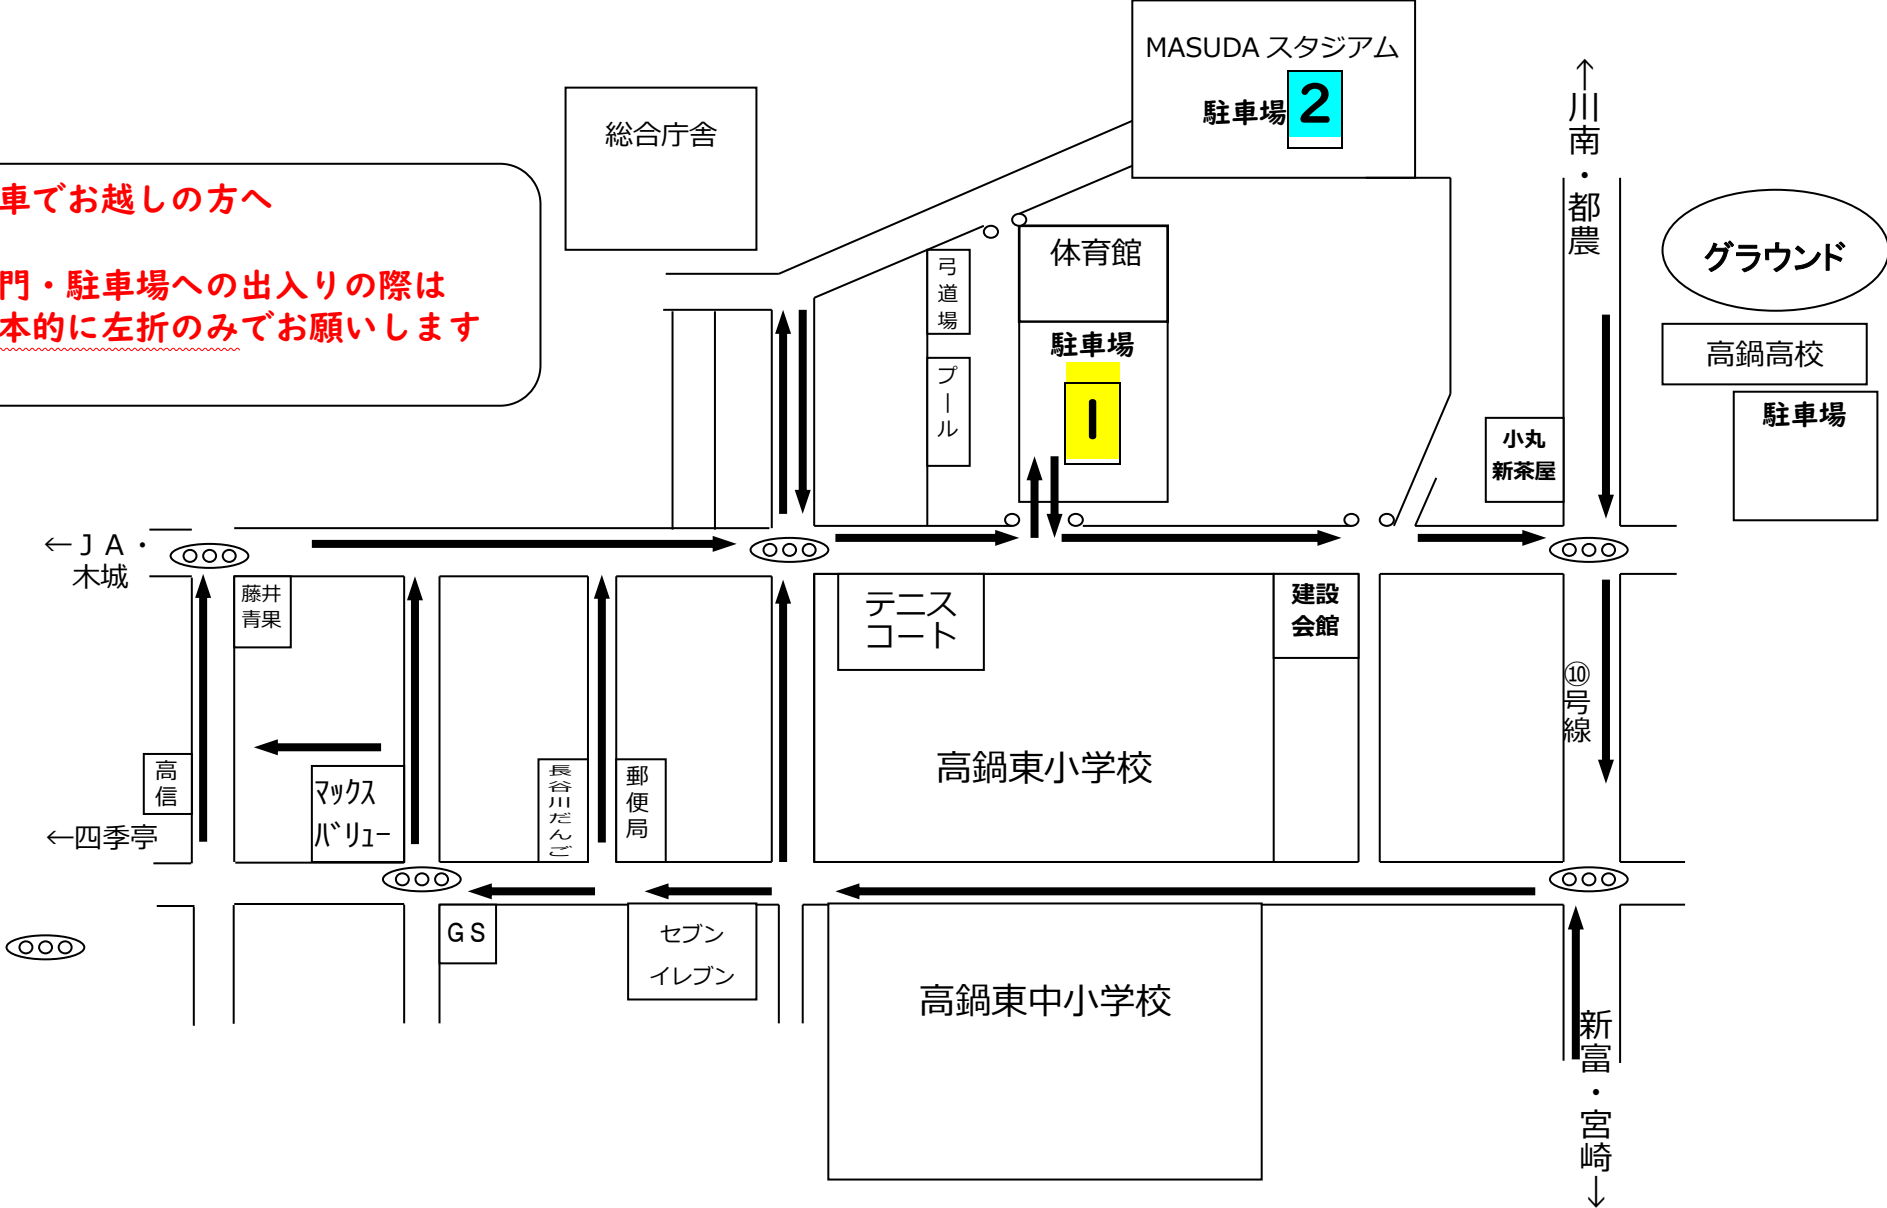 MASUDA スタジアム
駐車場 2
総合庁舎
↑川南・都農
車でお越しの方へ
門・駐車場への出入りの際は
本的に左折のみでお願いします
体育館
弓道場
グラウンド
駐車場
1
プール
高鍋高校
駐車場
小丸
新茶屋
←ＪＡ・
木城
藤井
青果
テニス
コート
建設
会館
⑩号線
高鍋東小学校
高信
マックス
バリュー
長谷川だんご
郵便局
←四季亭
ＧＳ
セブン
イレブン
高鍋東中小学校
新富・宮崎↓